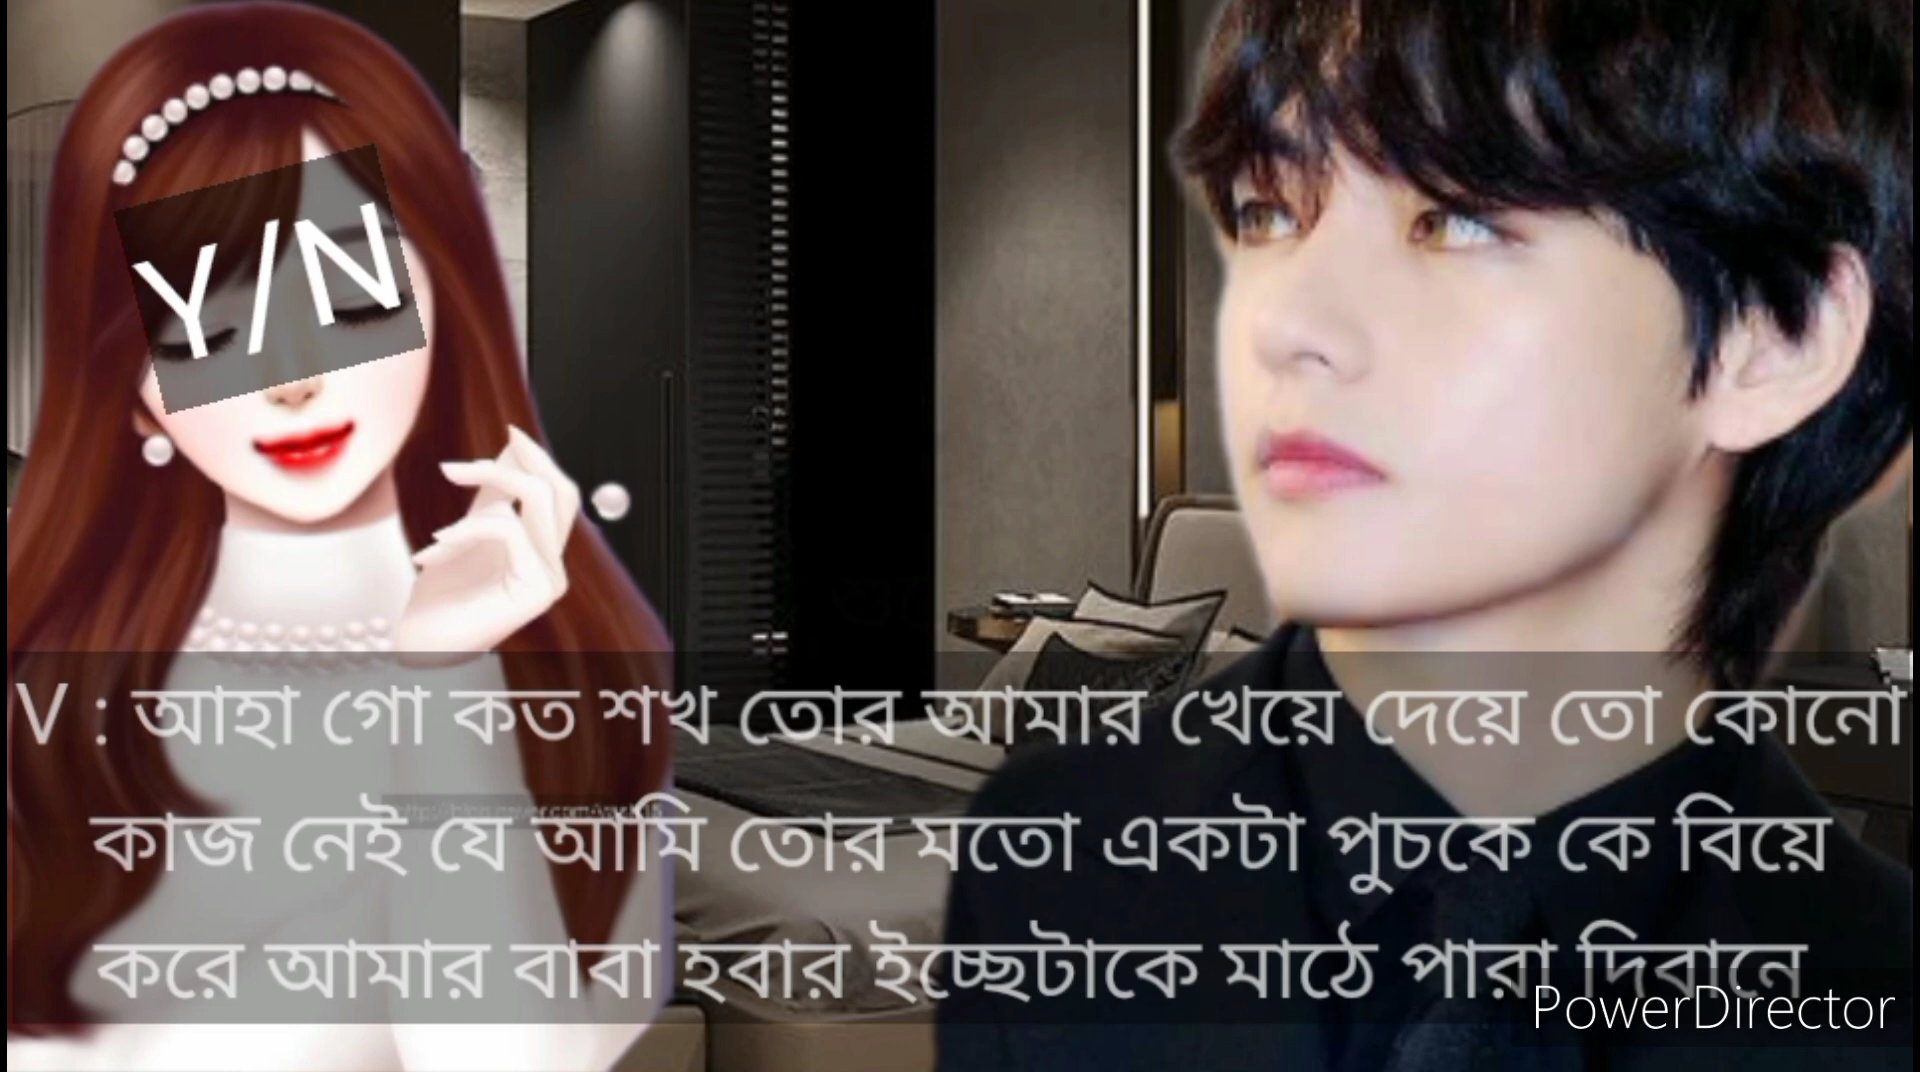 Y/N
V : আহা গো কত শখ তোর আমার খেয়ে দেয়ে তো কোনো
কাজ নেই যে আমি তোর মতো একটা পুচকে কে বিয়ে
করে আমার বাবা হবার ইচ্ছেটাকে মাঠে পারা দিবানে
PowerDirector